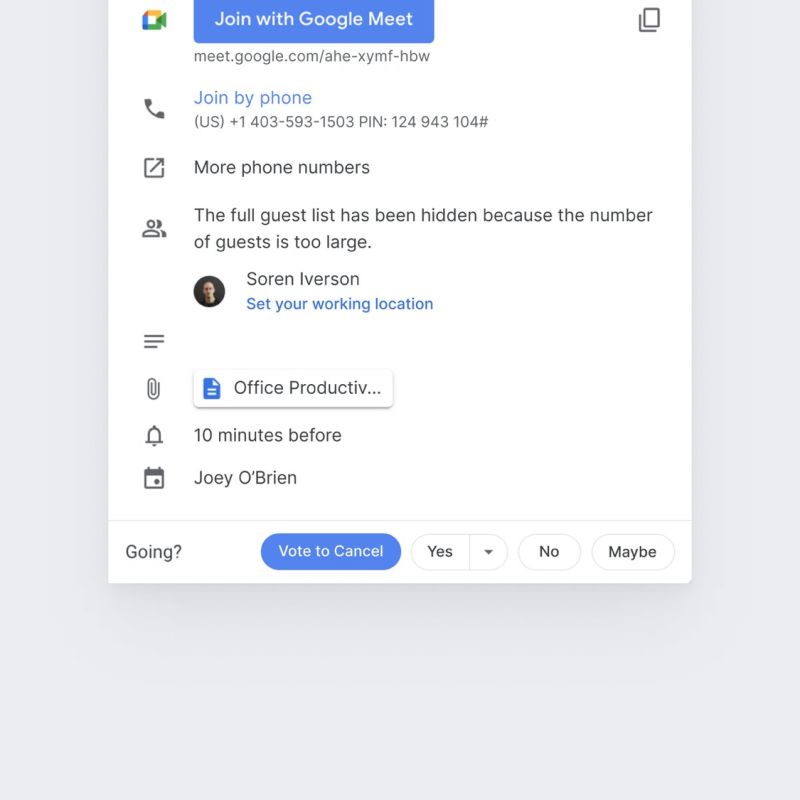 Join with Google Meet
meet.google.com/ahe-xymf-hbw
Join by phone
(US) +1 403-593-1503 PIN: 124 943 104#
More phone numbers
The full guest list has been hidden because the number
of guests is too large.
Soren Iverson
Set your working location
Office Productiv...
10 minutes before
Joey O’Brien
Going?
Vote to Cancel
Yes
No
Maybe